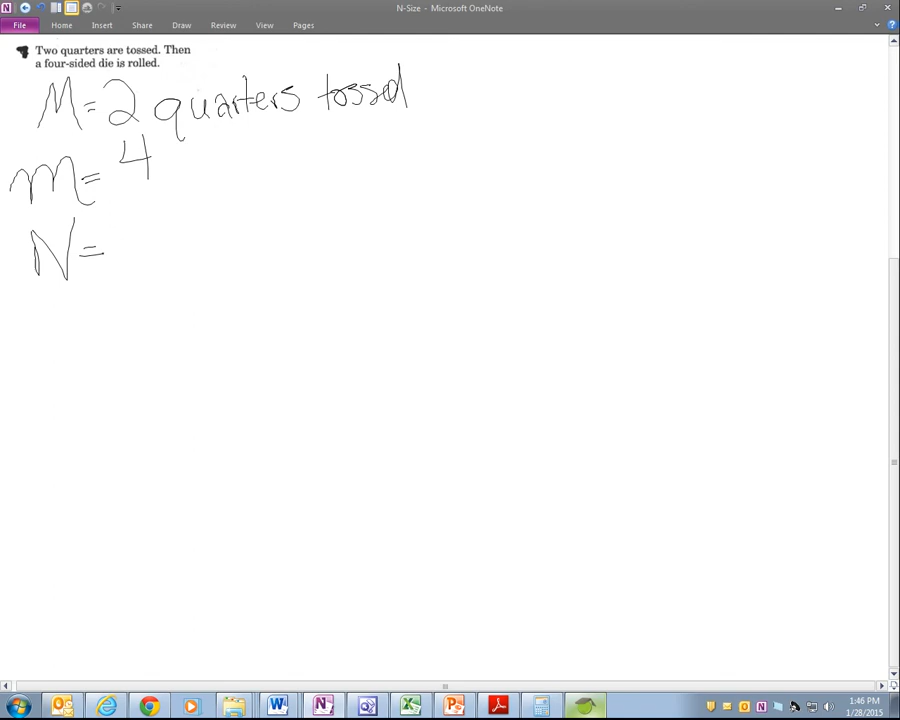 N-Size - Microsoft OneNote
File Home Insert Share Draw Review View Pages
Two quarters are tossed. Then
a four-sided die is rolled.
M = 2 quarters tossed
m = 4
N =
1:46 PM
1/28/2015